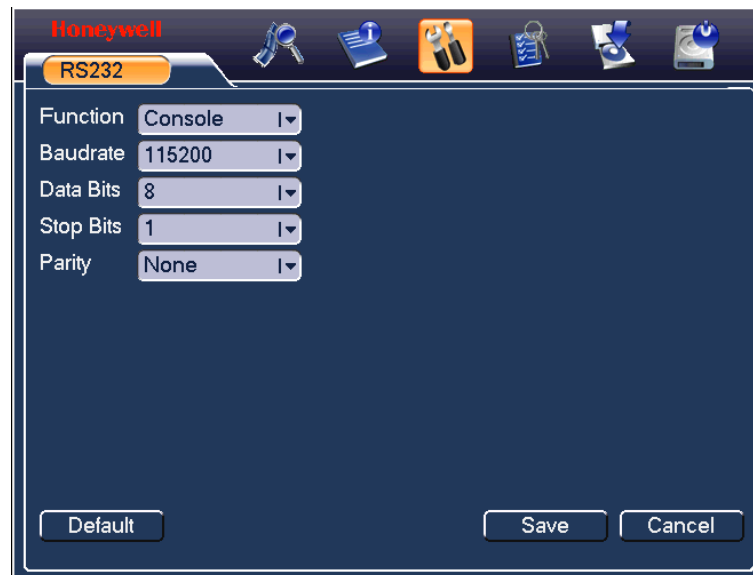 Honeywell
RS232
Function Console
Baudrate 115200
Data Bits 8
Stop Bits 1
Parity None
Default Save Cancel